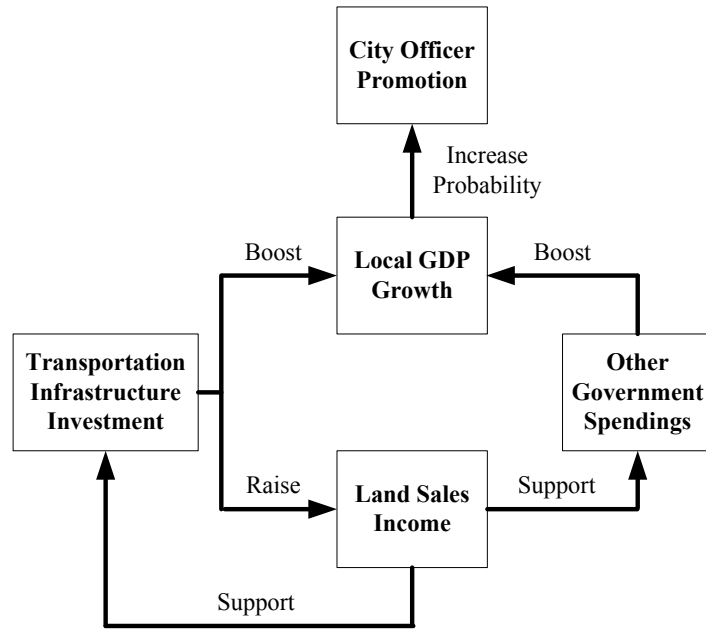 City Officer
Promotion
Increase
Probability
Boost
Local GDP
Growth
Boost
Transportation
Infrastructure
Investment
Other
Government
Spendings
Raise
Land Sales
Income
Support
Support